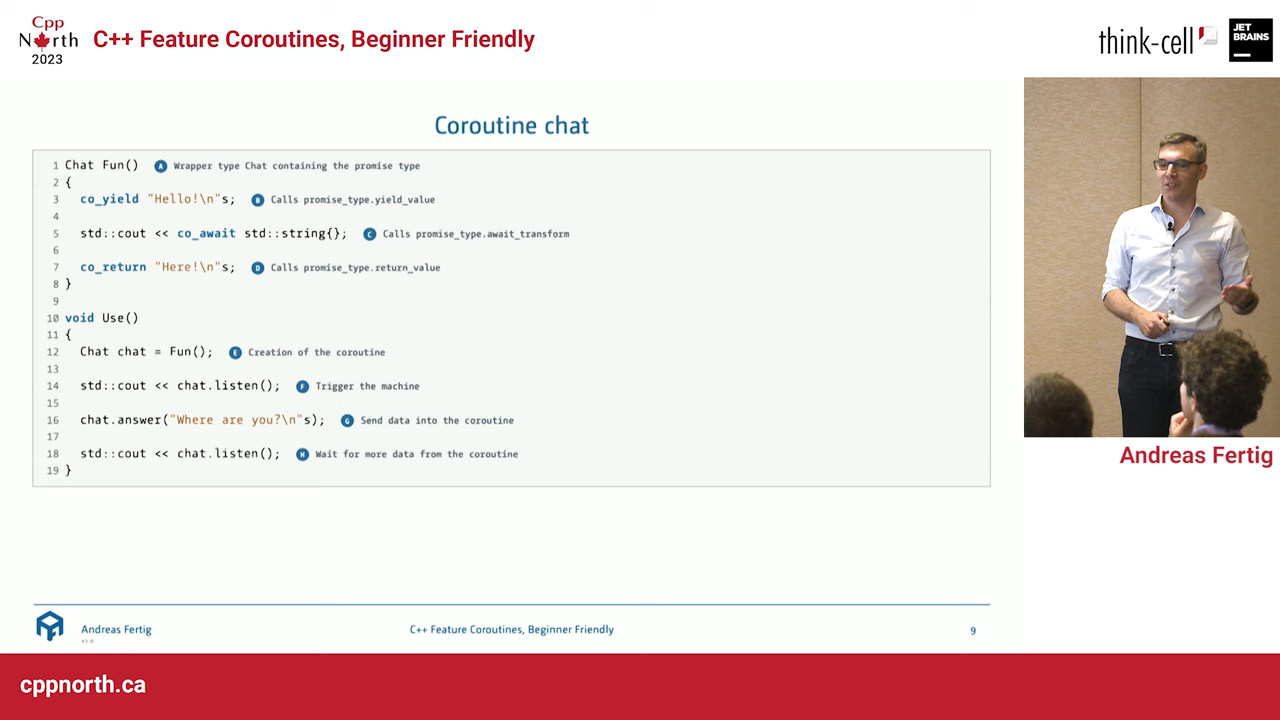 Cpp
North
2023
C++ Feature Coroutines, Beginner Friendly
think-cell
JET
BRAINS
Coroutine chat
1 Chat Fun() A Wrapper type Chat containing the promise type
2 {
3 co_yield "Hello!\n"s; B Calls promise_type.yield_value
4
5 std::cout << co_await std::string{}; C Calls promise_type.await_transform
6
7 co_return "Here!\n"s; D Calls promise_type.return_value
8 }
9
10 void Use()
11 {
12 Chat chat = Fun(); E Creation of the coroutine
13
14 std::cout << chat.listen(); F Trigger the machine
15
16 chat.answer("Where are you?\n"s); G Send data into the coroutine
17
18 std::cout << chat.listen(); H Wait for more data from the coroutine
19 }
Andreas Fertig
Andreas Fertig
v1.0
C++ Feature Coroutines, Beginner Friendly
9
cppnorth.ca